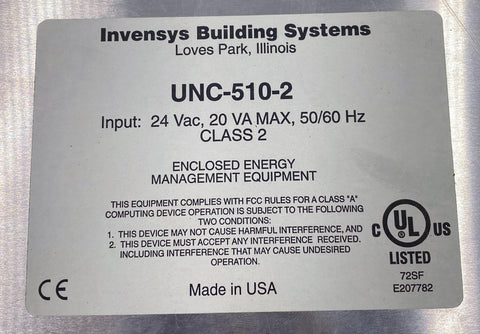 Invensys Building Systems
Loves Park, Illinois
UNC-510-2
Input: 24 Vac, 20 VA MAX, 50/60 Hz
CLASS 2
ENCLOSED ENERGY
MANAGEMENT EQUIPMENT
THIS EQUIPMENT COMPLIES WITH FCC RULES FOR A CLASS "A"
COMPUTING DEVICE OPERATION IS SUBJECT TO THE FOLLOWING
TWO CONDITIONS:
1. THIS DEVICE MAY NOT CAUSE HARMFUL INTERFERENCE, AND
2. THIS DEVICE MUST ACCEPT ANY INTERFERENCE RECEIVED.
INCLUDING INTERFERENCE THAT MAY CAUSE UNDESIRED
OPERATION.
C UL ® US
LISTED
72SF
E207782
CE
Made in USA